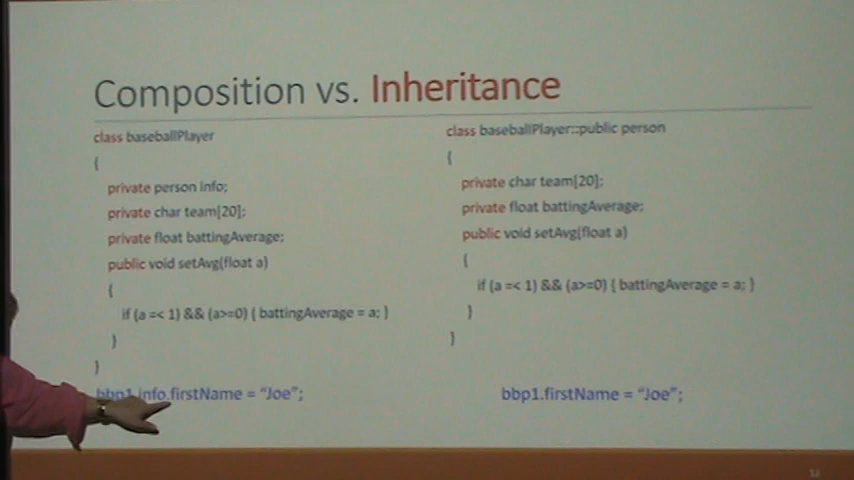 Composition vs. Inheritance
class baseballPlayer
{
private person info;
private char team[20];
private float battingAverage;
public void setAvg(float a)
{
if (a =< 1) && (a>=0) { battingAverage = a; }
}
}
bbp1.info.firstName = “Joe”;
class baseballPlayer::public person
{
private char team[20];
private float battingAverage;
public void setAvg(float a)
{
if (a =< 1) && (a>=0) { battingAverage = a; }
}
}
bbp1.firstName = “Joe”;